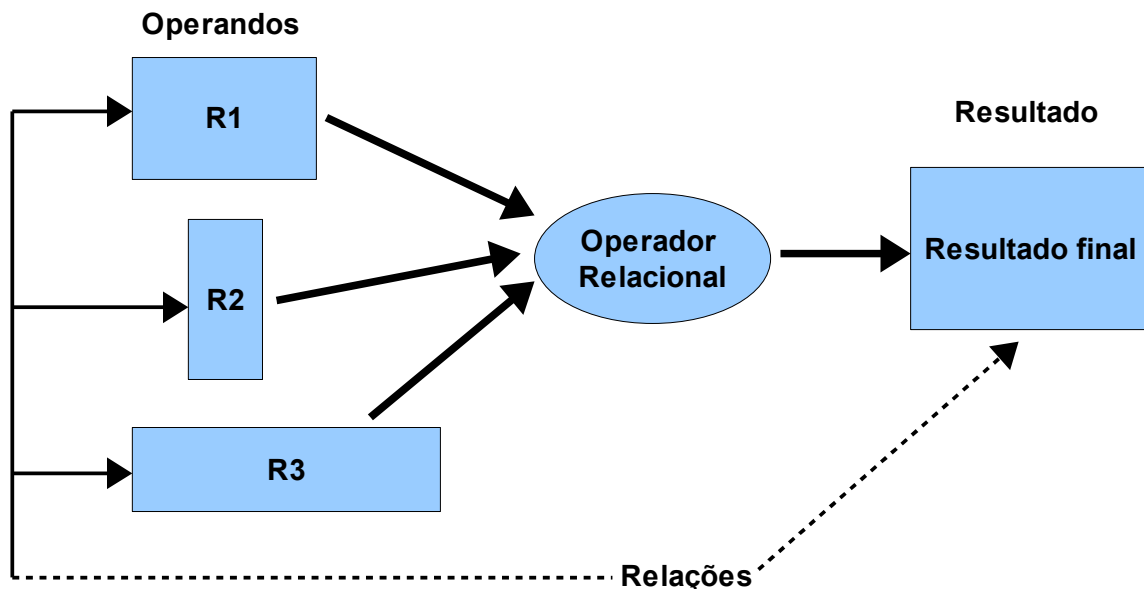 Operandos
R1
R2
R3
Operador
Relacional
Resultado
Resultado final
Relações